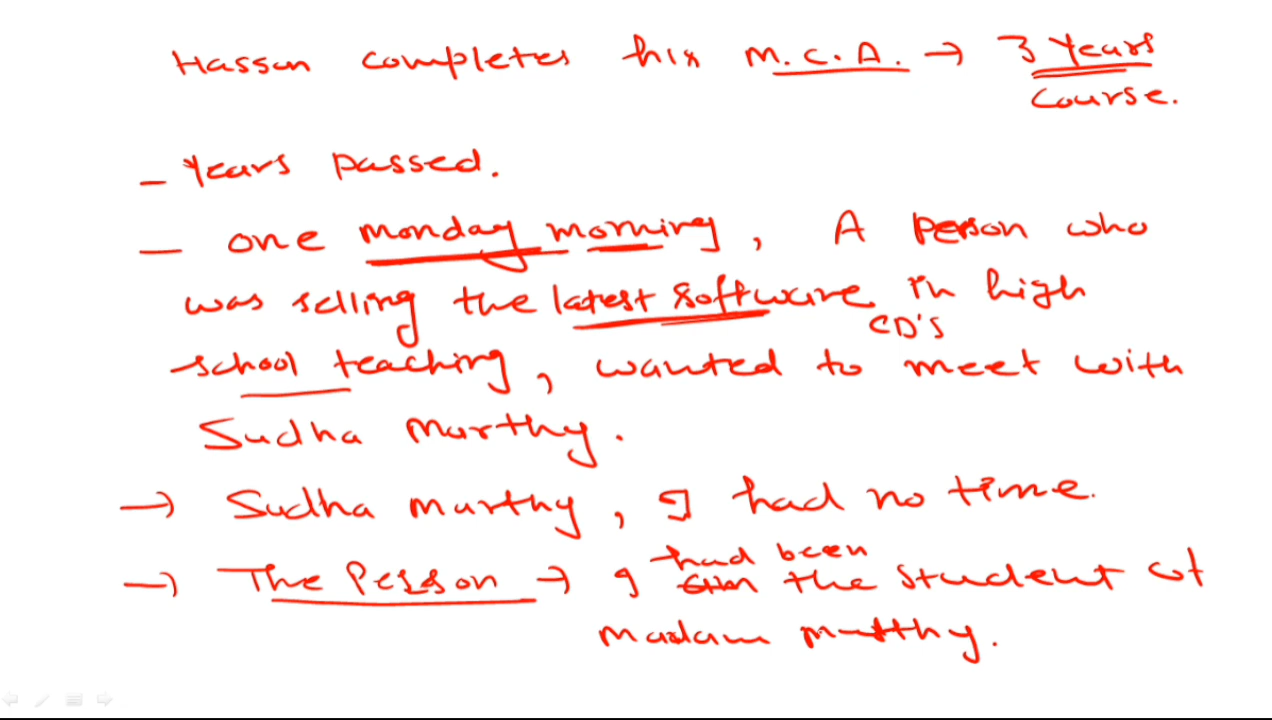 Hassan completes his M.C.A. → 3 Years
course.
- Years passed.
- one monday morning, A person who
was selling the latest software in high
CD'S
school teaching, wanted to meet with
Sudha murthy.
→ Sudha murthy, I had no time.
had been
→ The Person → I the student of
madam murthy.